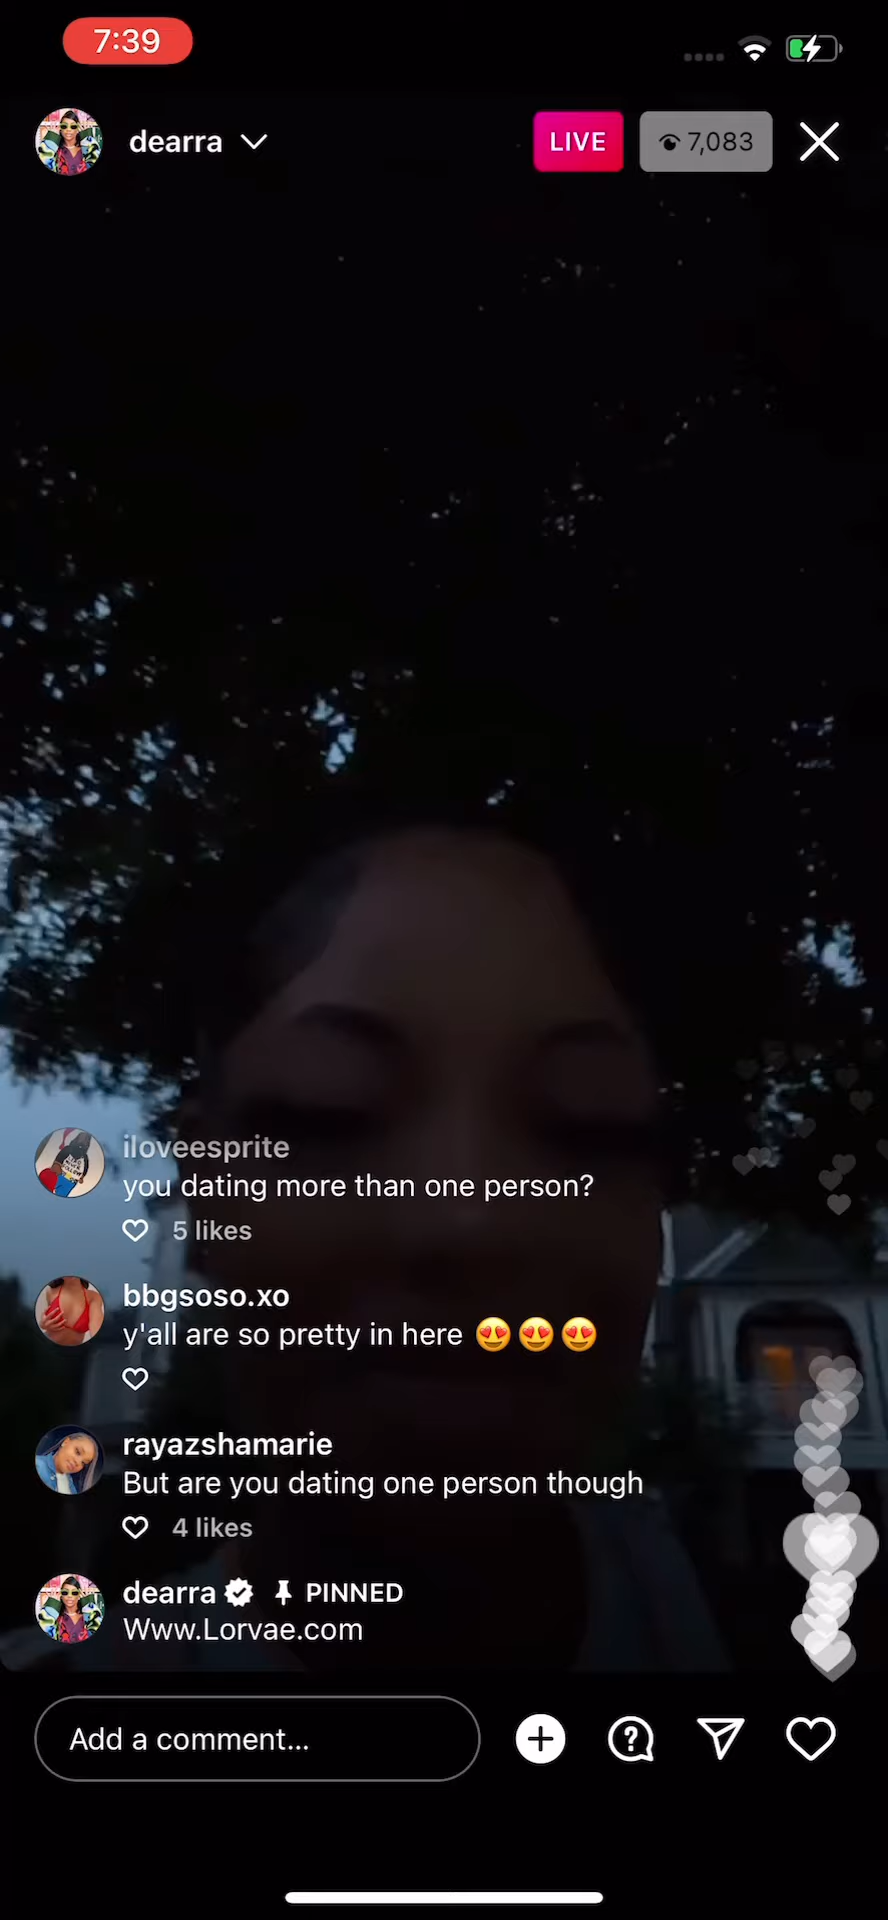 7:39
dearra
LIVE
7,083
iloveesprite
you dating more than one person?
5 likes
bbgsoso.xo
y'all are so pretty in here 😍😍😍
rayazshamarie
But are you dating one person though
4 likes
dearra PINNED
Www.Lorvae.com
Add a comment...